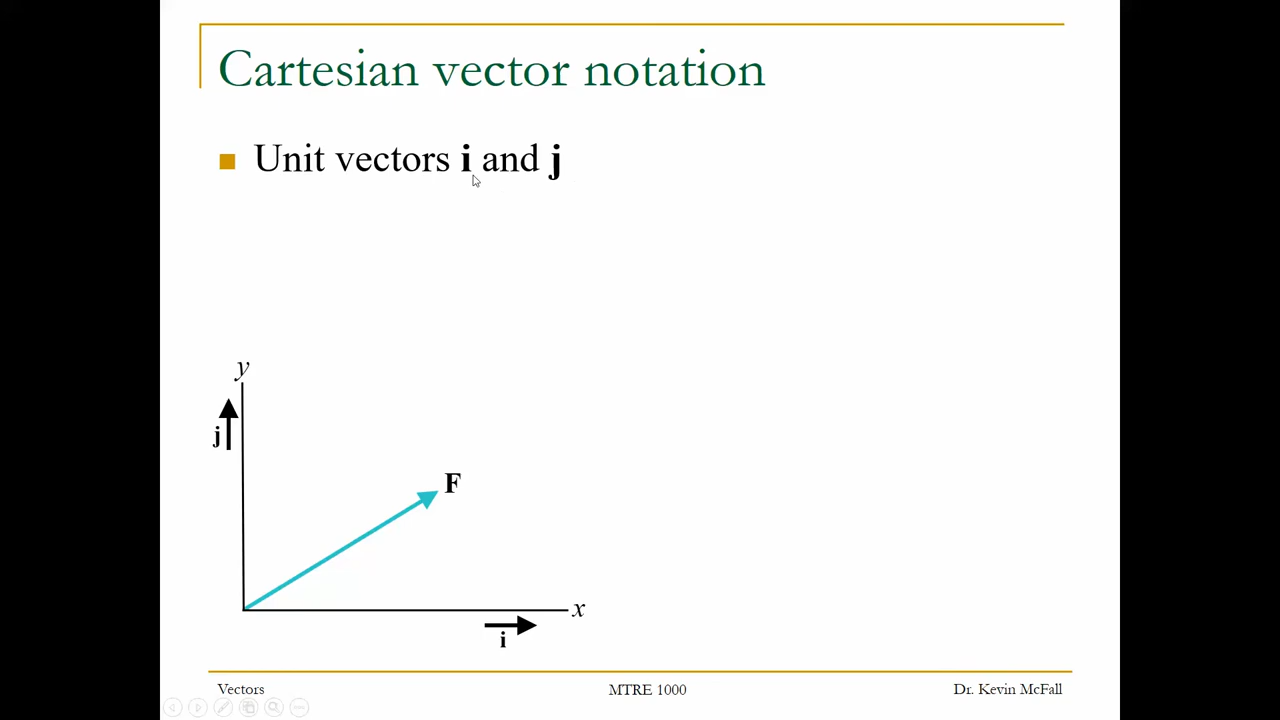 Cartesian vector notation
Unit vectors i and j
y
j
F
x
i
Vectors
MTRE 1000
Dr. Kevin McFall